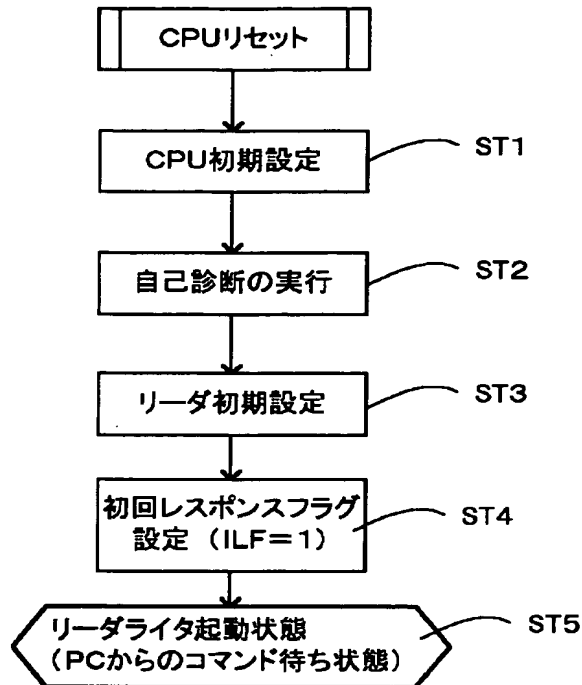 CPUリセット
CPU初期設定
ST1
自己診断の実行
ST2
リーダ初期設定
ST3
初回レスポンスフラグ
設定（ILF＝1）
ST4
リーダライタ起動状態
（PCからのコマンド待ち状態）
ST5